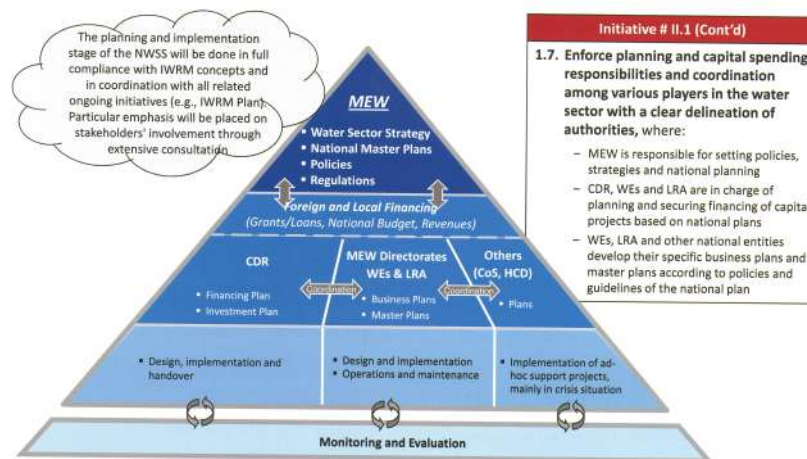 The planning and implementation
stage of the NWSS will be done in full
compliance with IWRM concepts and
in coordination with all related
ongoing initiatives (e.g., IWRM Plan).
Particular emphasis will be placed on
stakeholders' involvement through
extensive consultation
MEW
▪ Water Sector Strategy
▪ National Master Plans
▪ Policies
▪ Regulations
Foreign and Local Financing
(Grants/Loans, National Budget, Revenues)
CDR
▪ Financing Plan
▪ Investment Plan
Coordination
MEW Directorates
WEs & LRA
▪ Business Plans
▪ Master Plans
Coordination
Others
(CoS, HCD)
▪ Plans
▪ Design, implementation and
handover
▪ Design and implementation
▪ Operations and maintenance
▪ Implementation of ad-
hoc support projects,
mainly in crisis situation
Monitoring and Evaluation
Initiative # II.1 (Cont'd)
1.7. Enforce planning and capital spending
responsibilities and coordination
among various players in the water
sector with a clear delineation of
authorities, where:
– MEW is responsible for setting policies,
strategies and national planning
– CDR, WEs and LRA are in charge of
planning and securing financing of capital
projects based on national plans
– WEs, LRA and other national entities
develop their specific business plans and
master plans according to policies and
guidelines of the national plan